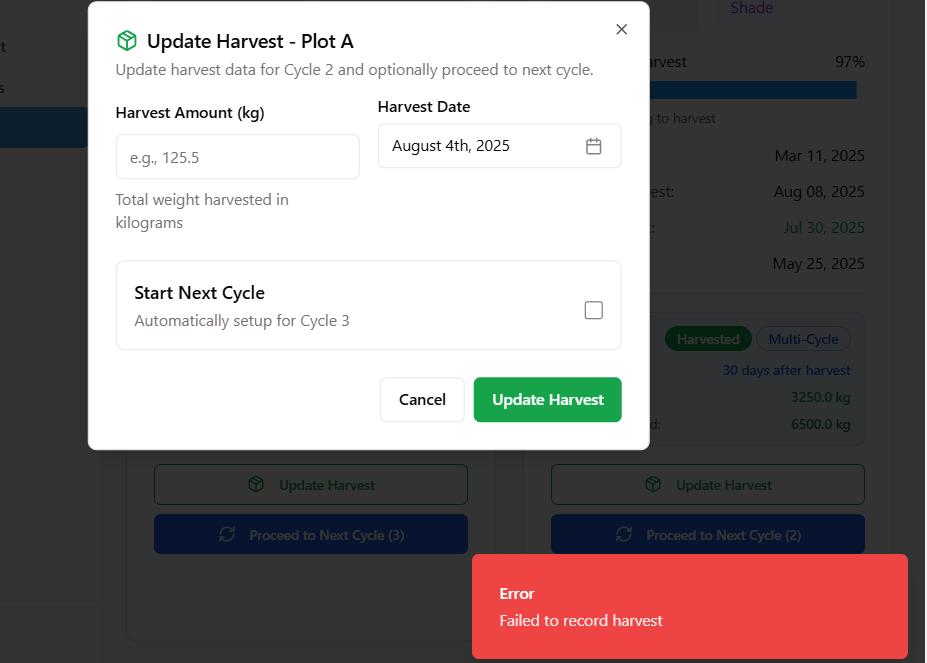 Shade
Update Harvest - Plot A
Update harvest data for Cycle 2 and optionally proceed to next cycle.
Harvest Amount (kg)
Harvest Date
e.g., 125.5
August 4th, 2025
Total weight harvested in
kilograms
Start Next Cycle
Automatically setup for Cycle 3
Cancel
Update Harvest
97%
to harvest
Mar 11, 2025
Aug 08, 2025
Jul 30, 2025
May 25, 2025
Harvested
Multi-Cycle
30 days after harvest
3250.0 kg
6500.0 kg
Update Harvest
Update Harvest
Proceed to Next Cycle (3)
Proceed to Next Cycle (2)
Error
Failed to record harvest